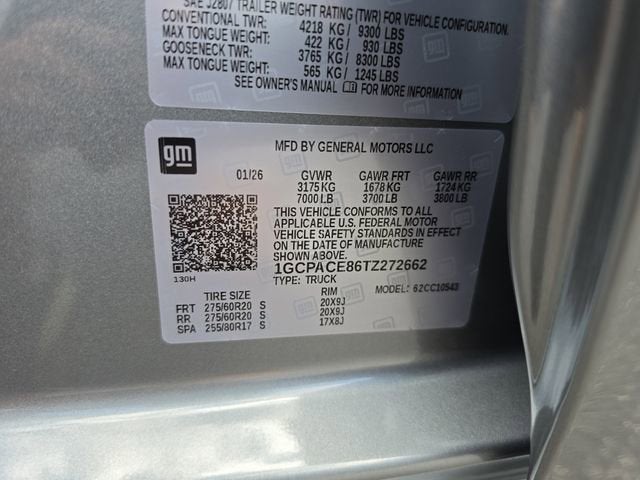 SAE J2807 TRAILER WEIGHT RATING (TWR) FOR VEHICLE CONFIGURATION.
CONVENTIONAL TWR: 4218 KG/ 9300 LBS
MAX TONGUE WEIGHT: 422 KG/ 930 LBS
GOOSENECK TWR: 3765 KG/ 8300 LBS
MAX TONGUE WEIGHT: 565 KG/ 1245 LBS
SEE OWNER'S MANUAL FOR MORE INFORMATION
gm
MFD BY GENERAL MOTORS LLC
01/26 GVWR GAWR FRT GAWR RR
3175 KG 1678 KG 1724 KG
7000 LB 3700 LB 3800 LB
THIS VEHICLE CONFORMS TO ALL
APPLICABLE U.S. FEDERAL MOTOR
VEHICLE SAFETY STANDARDS IN EFFECT
ON THE DATE OF MANUFACTURE
SHOWN ABOVE
130H
1GCPACE86TZ272662
TYPE: TRUCK
MODEL: 62CC10543
TIRE SIZE RIM
FRT 275/60R20 S 20X9J
RR 275/60R20 S 20X9J
SPA 255/80R17 S 17X8J